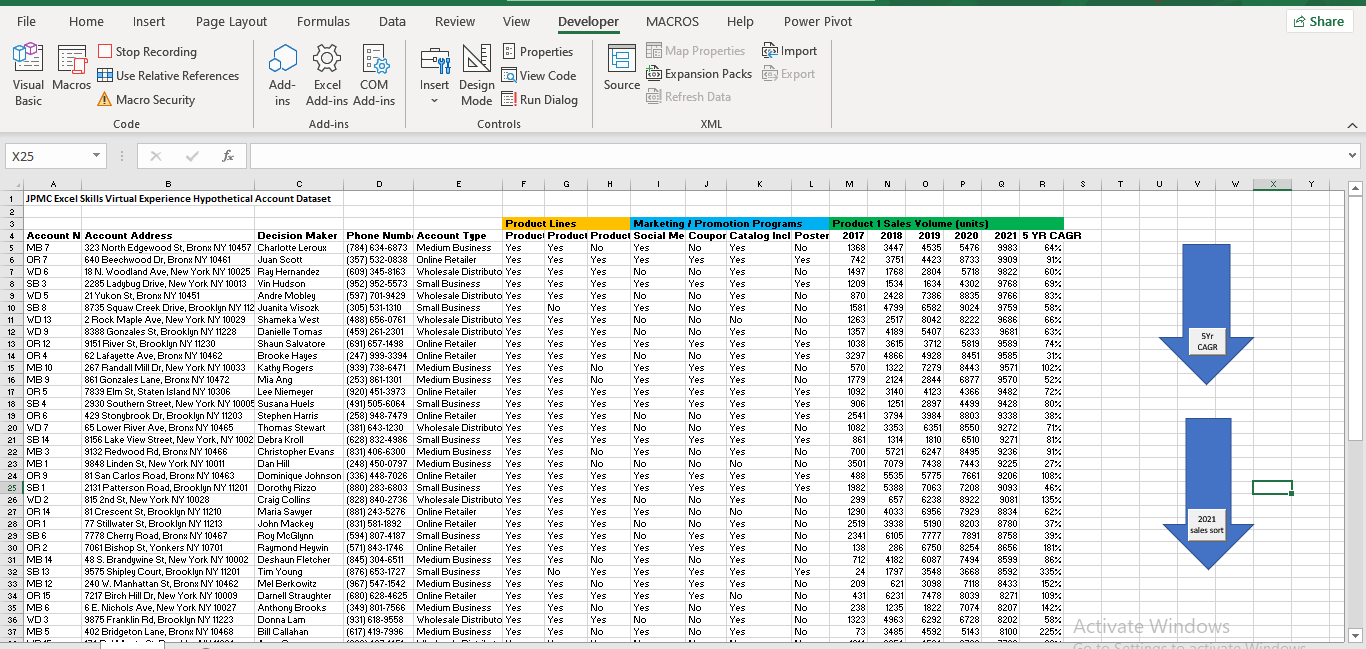 File Home Insert Page Layout Formulas Data Review View Developer MACROS Help Power Pivot Share
Visual Basic
Macros
Stop Recording
Use Relative References
Macro Security
Code
Add-ins
Excel Add-ins
COM Add-ins
Add-ins
Insert
Design Mode
Properties
View Code
Run Dialog
Controls
Source
Map Properties
Expansion Packs
Refresh Data
Import
Export
XML
X25 fx
A B C D E F G H I J K L M N O P Q R S T U V W X Y
1 JPMC Excel Skills Virtual Experience Hypothetical Account Dataset
2
3 Product Lines Marketing / Promotion Programs Product 1 Sales Volume (units)
4 Account N Account Address Decision Maker Phone Numb Account Type Product Product Product Social Me Coupor Catalog Incl Poster 2017 2018 2019 2020 2021 5 YR CAGR
5 MB 7 323 North Edgewood St, Bronx NY 10457 Charlotte Leroux (784) 634-6873 Medium Business Yes Yes No Yes Yes Yes No 1368 3447 4535 5476 9983 64%
6 OR 7 640 Beechwood Dr, Bronx NY 10461 Juan Scott (357) 532-0838 Online Retailer Yes Yes Yes Yes Yes Yes Yes 742 3751 4423 8733 9909 91%
7 WD 6 18 N. Woodland Ave, New York NY 10025 Ray Hernandez (609) 345-8163 Wholesale Distributo Yes Yes Yes No No Yes No 1497 1768 2804 5718 9822 60%
8 SB 3 2285 Ladybug Drive, New York NY 10013 Vin Hudson (952) 952-5573 Small Business Yes Yes Yes Yes Yes Yes Yes 1209 1534 1634 4302 9768 69%
9 WD 5 21 Yukon St, Bronx NY 10451 Andre Mobley (597) 701-9429 Wholesale Distributo Yes Yes Yes No No Yes No 870 2428 7386 8835 9766 83%
10 SB 8 8735 Squaw Creek Drive, Brooklyn NY 112 Juanita Wisozk (305) 531-1310 Small Business Yes No Yes Yes Yes Yes Yes 1581 4799 6582 9024 9759 58%
11 WD 13 2 Rock Maple Ave, New York NY 10029 Shameka West (488) 656-0761 Wholesale Distributo Yes Yes Yes No No No No 1263 2517 8042 8222 9686 66%
12 WD 9 8388 Gonzales St, Brooklyn NY 11228 Danielle Tomas (459) 261-2301 Wholesale Distributo Yes Yes Yes No No Yes No 1357 4189 5407 6233 9681 63%
13 OR 12 9151 River St, Brooklyn NY 11230 Shaun Salvatore (691) 657-1498 Online Retailer Yes Yes Yes Yes No Yes Yes 1038 3615 3712 5819 9589 74%
14 OR 4 62 Lafayette Ave, Bronx NY 10462 Brooke Hayes (247) 999-3394 Online Retailer Yes Yes Yes Yes No Yes Yes 3297 4866 4928 8451 9585 31%
15 MB 10 267 Randall Mill Dr, New York NY 10033 Kathy Rogers (939) 738-6471 Medium Business Yes Yes No Yes Yes Yes No 570 1322 7279 8443 9571 102%
16 MB 9 861 Gonzales Lane, Bronx NY 10472 Mia Ang (253) 861-1301 Medium Business Yes Yes No Yes Yes Yes No 1779 2124 2844 6877 9570 52%
17 OR 5 7839 Elm St, Staten Island NY 10306 Lee Niemeyer (920) 451-3973 Online Retailer Yes Yes Yes Yes No Yes Yes 1092 3140 4123 4366 9482 72%
18 SB 4 2930 Southern Street, New York NY 10005 Susana Huels (491) 505-6064 Small Business Yes Yes Yes Yes Yes Yes Yes 906 1251 2897 4499 9428 80%
19 OR 6 429 Stonybrook Dr, Brooklyn NY 11203 Stephen Harris (258) 948-7479 Online Retailer Yes Yes Yes No No Yes Yes 2541 3794 3984 8803 9338 38%
20 WD 7 65 Lower River Ave, Bronx NY 10465 Thomas Stewart (381) 643-1230 Wholesale Distributo Yes Yes Yes No No Yes No 1082 3353 6351 8550 9272 71%
21 SB 14 8156 Lake View Street, New York, NY 1002 Debra Kroll (628) 832-4986 Small Business Yes Yes Yes Yes Yes Yes Yes 861 1314 1810 6510 9271 81%
22 MB 3 9132 Redwood Rd, Bronx NY 10466 Christopher Evans (831) 406-6300 Medium Business Yes Yes No Yes No Yes No 700 5721 6247 8495 9236 91%
23 MB 1 9848 Linden St, New York NY 10011 Dan Hill (248) 450-0797 Medium Business Yes Yes No No No Yes No 3501 7079 7438 7443 9225 27%
24 OR 9 81 San Carlos Road, Bronx NY 10463 Dominique Johnson (336) 448-7026 Online Retailer Yes Yes Yes Yes No Yes Yes 488 5535 5775 7661 9206 108%
25 SB 1 2131 Patterson Road, Brooklyn NY 11201 Dorothy Rizzo (880) 283-6803 Small Business Yes Yes Yes Yes Yes Yes Yes 1982 5388 7063 7208 9093 46%
26 WD 2 815 2nd St, New York NY 10028 Craig Collins (828) 840-2736 Wholesale Distributo Yes Yes Yes No No Yes No 299 657 6238 8922 9081 135%
27 OR 14 81 Crescent St, Brooklyn NY 11210 Maria Sawyer (881) 243-5276 Online Retailer Yes Yes Yes Yes No No Yes 1290 4033 6956 7929 8834 62%
28 OR 1 77 Stillwater St, Brooklyn NY 11213 John Mackey (831) 581-1892 Online Retailer Yes Yes Yes No No Yes No 2519 3938 5190 8203 8780 37%
29 SB 6 7778 Cherry Road, Bronx NY 10467 Roy McGlynn (594) 807-4187 Small Business Yes Yes Yes Yes No Yes Yes 2341 6105 7777 7891 8758 39%
30 OR 2 7061 Bishop St, Yonkers NY 10701 Raymond Heywin (571) 843-1746 Online Retailer Yes Yes Yes Yes No Yes Yes 138 286 6750 8254 8656 181%
31 MB 14 48 S. Brandywine St, New York NY 10002 Deshaun Fletcher (845) 304-6511 Medium Business Yes Yes No Yes No Yes No 712 4182 6087 7494 8599 86%
32 SB 13 9575 Shipley Court, Brooklyn NY 11201 Tim Young (876) 653-1727 Small Business Yes No Yes Yes Yes Yes Yes 24 1797 3548 3668 8592 335%
33 MB 12 240 W. Manhattan St, Bronx NY 10462 Mel Berkowitz (967) 547-1542 Medium Business Yes Yes No Yes Yes Yes No 209 621 3098 7118 8433 152%
34 OR 15 7217 Birch Hill Dr, New York NY 10009 Darnell Straughter (680) 628-4625 Online Retailer Yes Yes Yes Yes Yes No Yes 431 6231 7478 8039 8271 109%
35 MB 6 6 E. Nichols Ave, New York NY 10027 Anthony Brooks (349) 801-7566 Medium Business Yes Yes No Yes No Yes No 238 1235 1822 7074 8207 142%
36 WD 3 9875 Franklin Rd, Brooklyn NY 11223 Donna Lam (931) 618-9558 Wholesale Distributo Yes Yes Yes No No Yes No 1323 4963 6292 6728 8202 58%
37 MB 5 402 Bridgeton Lane, Bronx NY 10468 Bill Callahan (617) 419-7996 Medium Business Yes Yes No Yes No Yes No 73 3485 4592 5143 8100 225%
5Yr
CAGR
2021
sales sort
Activate Windows
Go to Settings to activate Windows